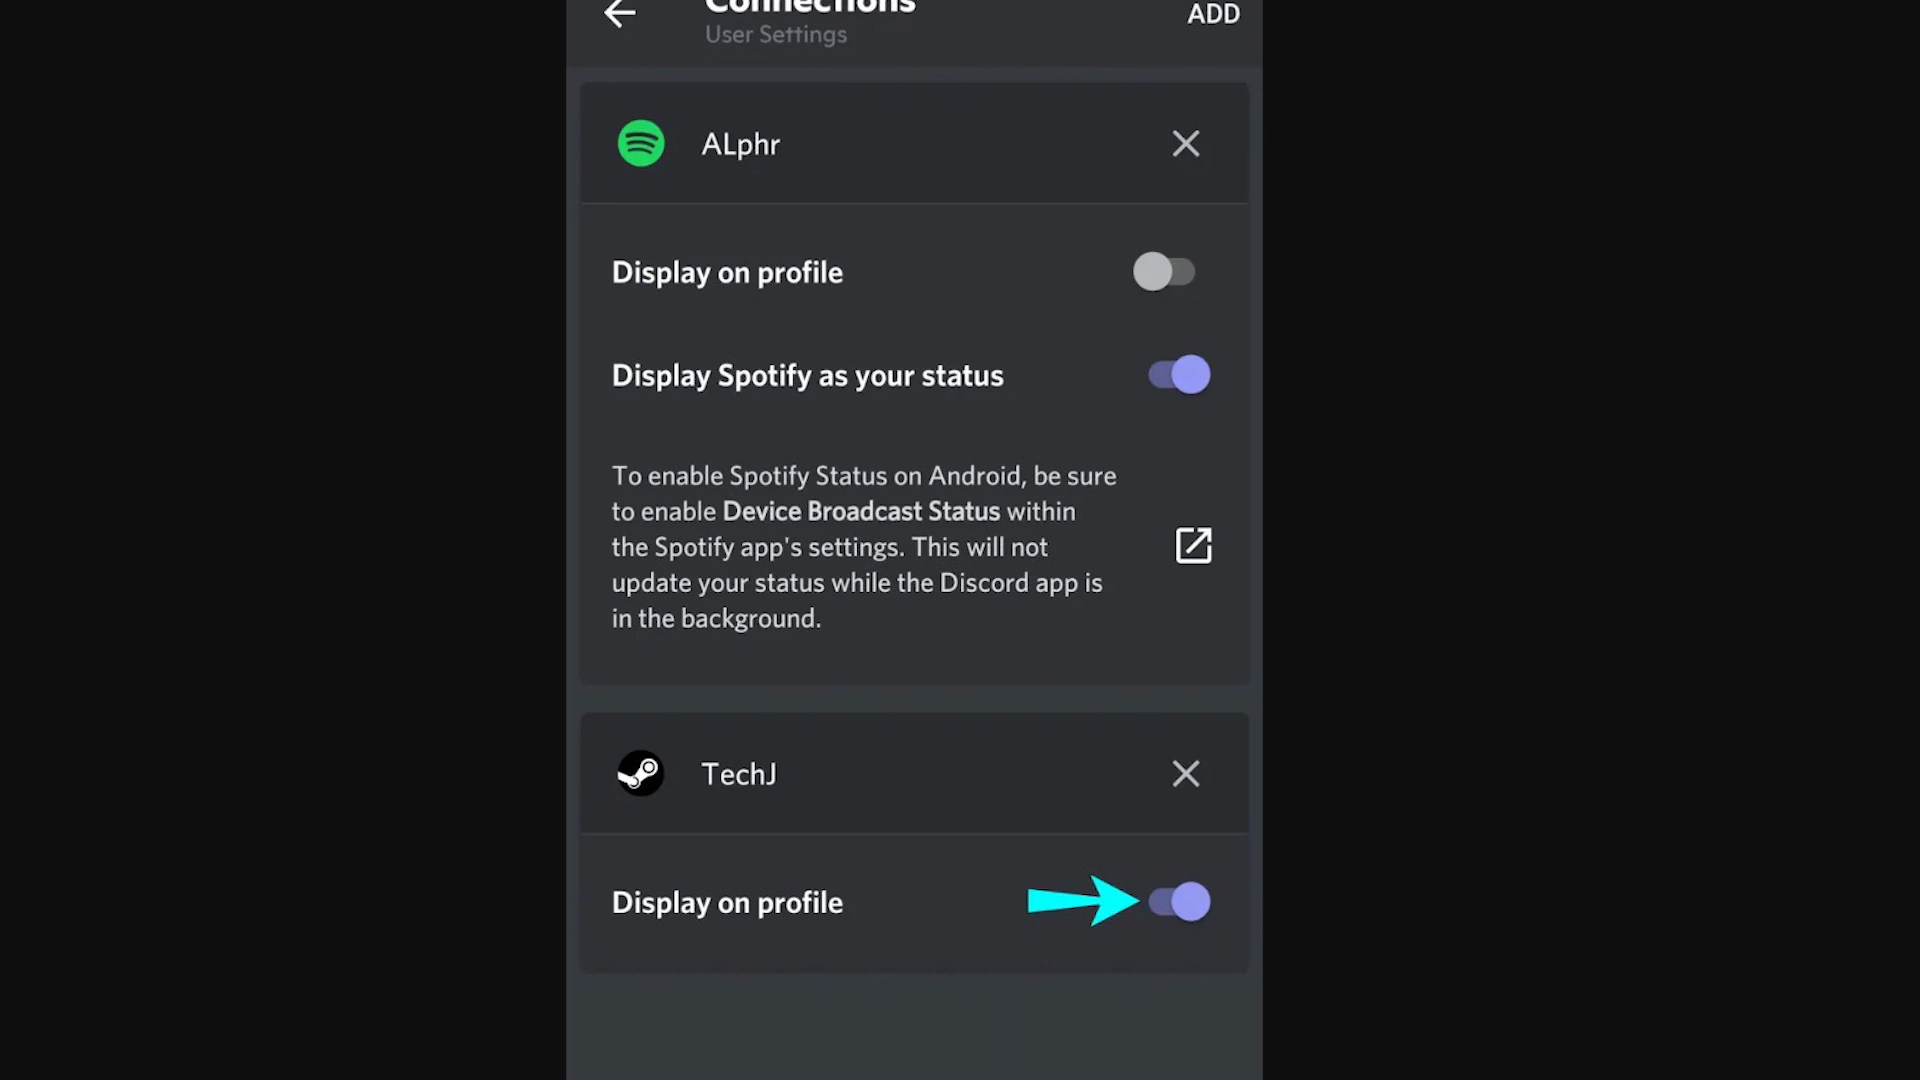 Connections
ADD
User Settings
ALphr
Display on profile
Display Spotify as your status
To enable Spotify Status on Android, be sure
to enable Device Broadcast Status within
the Spotify app's settings. This will not
update your status while the Discord app is
in the background.
TechJ
Display on profile